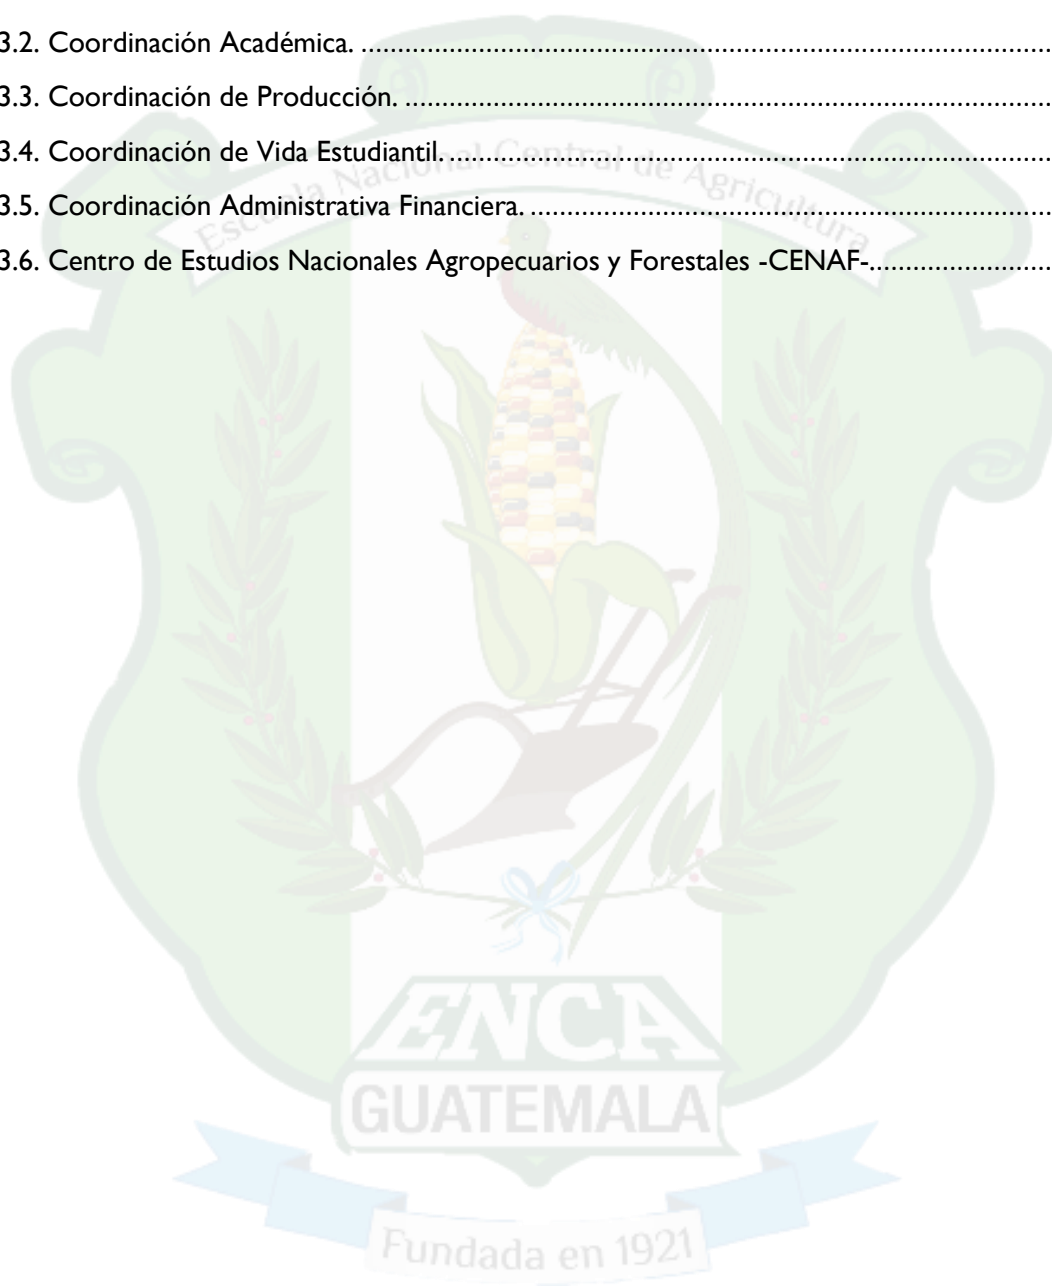 3.2. Coordinación Académica. ..........................................................................................
3.3. Coordinación de Producción. ....................................................................................
3.4. Coordinación de Vida Estudiantil. ..............................................................................
3.5. Coordinación Administrativa Financiera. ...................................................................
3.6. Centro de Estudios Nacionales Agropecuarios y Forestales -CENAF-........................
Escuela Nacional Central de Agricultura
ENCA
GUATEMALA
Fundada en 1921